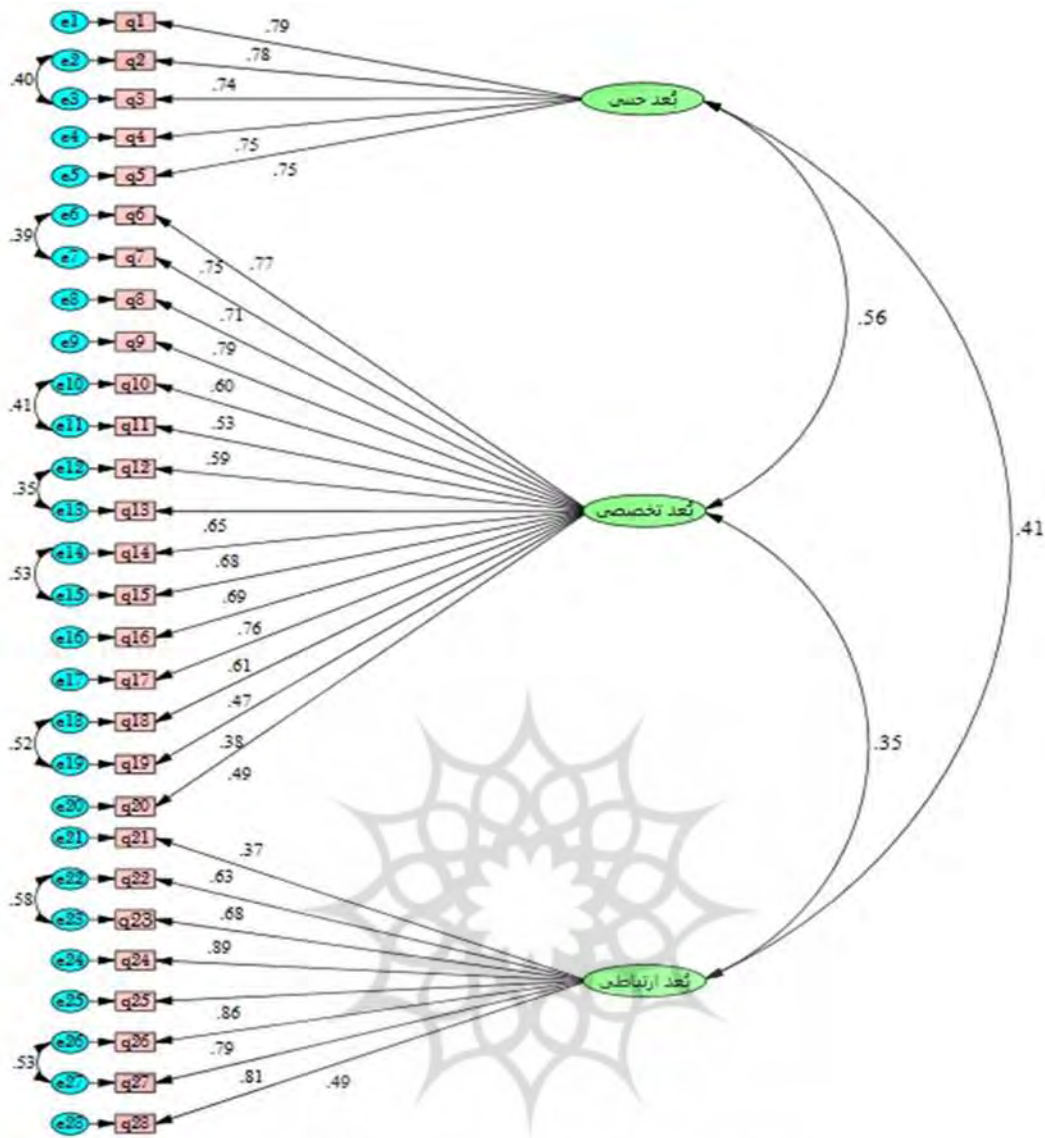 e1 q1 .79
e2 q2 .78
.40
e3 q3 .74
بُعد حسی
e4 q4 .75
e5 q5 .75
e6 q6 .77
.39
e7 q7 .75
e8 q8 .71
.56
e9 q9 .79
e10 q10 .60
.41
e11 q11 .53
e12 q12 .59
.35
e13 q13 .65
بُعد تخصصی
.41
e14 q14 .68
.53
e15 q15 .69
e16 q16 .76
e17 q17 .61
e18 q18 .47
.52
.35
e19 q19 .38
e20 q20 .49
e21 q21 .37
e22 q22 .63
.58
e23 q23 .68
e24 q24 .89
بُعد ارتباطی
e25 q25 .86
e26 q26 .79
.53
e27 q27 .81
e28 q28 .49